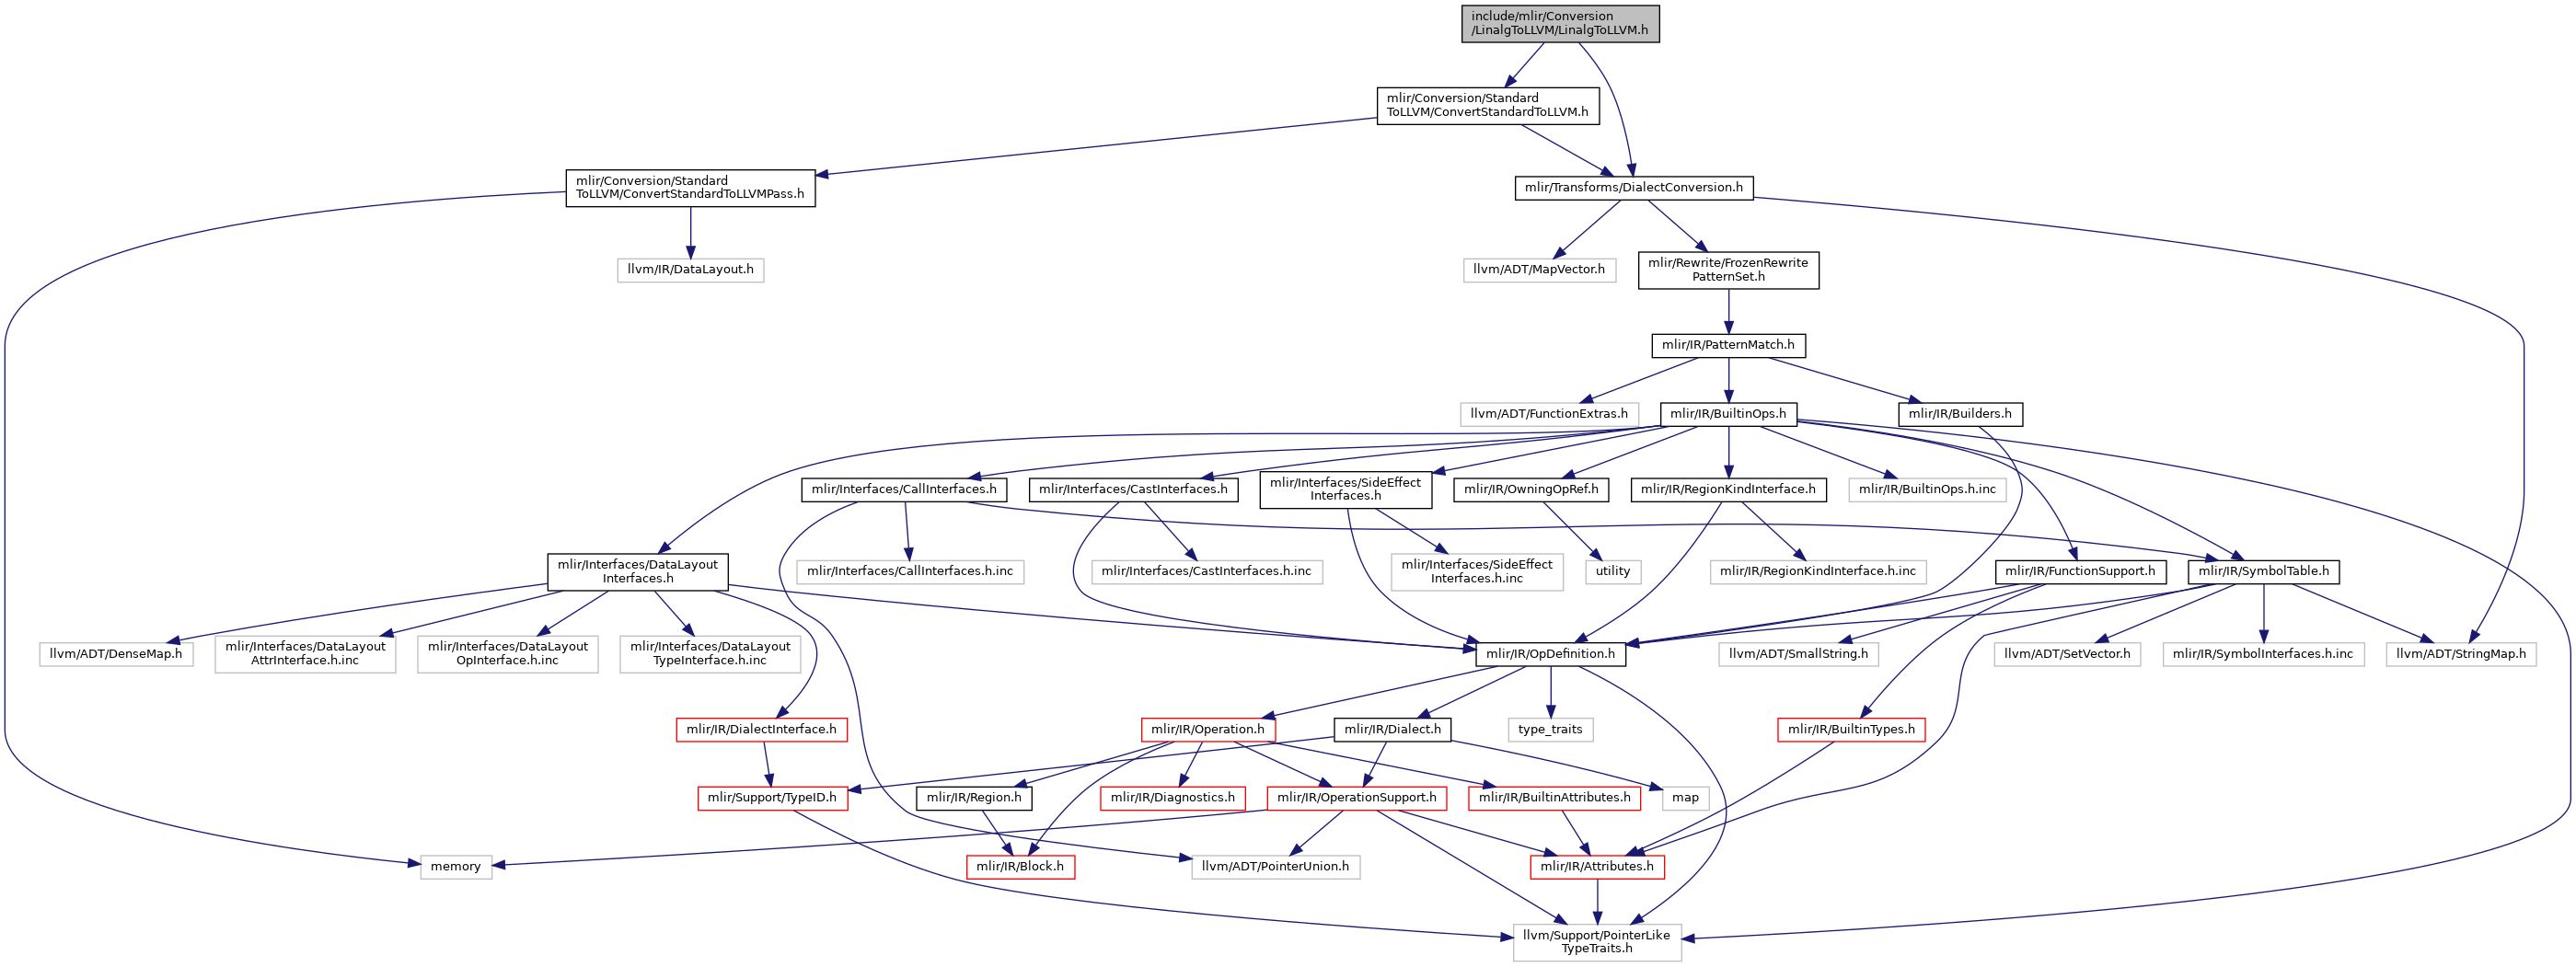 include/mlir/Conversion
/LinalgToLLVM/LinalgToLLVM.h
mlir/Conversion/Standard
ToLLVM/ConvertStandardToLLVM.h
mlir/Conversion/Standard
ToLLVM/ConvertStandardToLLVMPass.h
mlir/Transforms/DialectConversion.h
llvm/IR/DataLayout.h
llvm/ADT/MapVector.h
mlir/Rewrite/FrozenRewrite
PatternSet.h
mlir/IR/PatternMatch.h
llvm/ADT/FunctionExtras.h
mlir/IR/BuiltinOps.h
mlir/IR/Builders.h
mlir/Interfaces/CallInterfaces.h
mlir/Interfaces/CastInterfaces.h
mlir/Interfaces/SideEffect
Interfaces.h
mlir/IR/OwningOpRef.h
mlir/IR/RegionKindInterface.h
mlir/IR/BuiltinOps.h.inc
mlir/Interfaces/DataLayout
Interfaces.h
mlir/Interfaces/CallInterfaces.h.inc
mlir/Interfaces/CastInterfaces.h.inc
mlir/Interfaces/SideEffect
Interfaces.h.inc
utility
mlir/IR/RegionKindInterface.h.inc
mlir/IR/FunctionSupport.h
mlir/IR/SymbolTable.h
llvm/ADT/DenseMap.h
mlir/Interfaces/DataLayout
AttrInterface.h.inc
mlir/Interfaces/DataLayout
OpInterface.h.inc
mlir/Interfaces/DataLayout
TypeInterface.h.inc
mlir/IR/OpDefinition.h
llvm/ADT/SmallString.h
llvm/ADT/SetVector.h
mlir/IR/SymbolInterfaces.h.inc
llvm/ADT/StringMap.h
mlir/IR/DialectInterface.h
mlir/IR/Operation.h
mlir/IR/Dialect.h
type_traits
mlir/IR/BuiltinTypes.h
mlir/Support/TypeID.h
mlir/IR/Region.h
mlir/IR/Diagnostics.h
mlir/IR/OperationSupport.h
mlir/IR/BuiltinAttributes.h
map
memory
mlir/IR/Block.h
llvm/ADT/PointerUnion.h
mlir/IR/Attributes.h
llvm/Support/PointerLike
TypeTraits.h